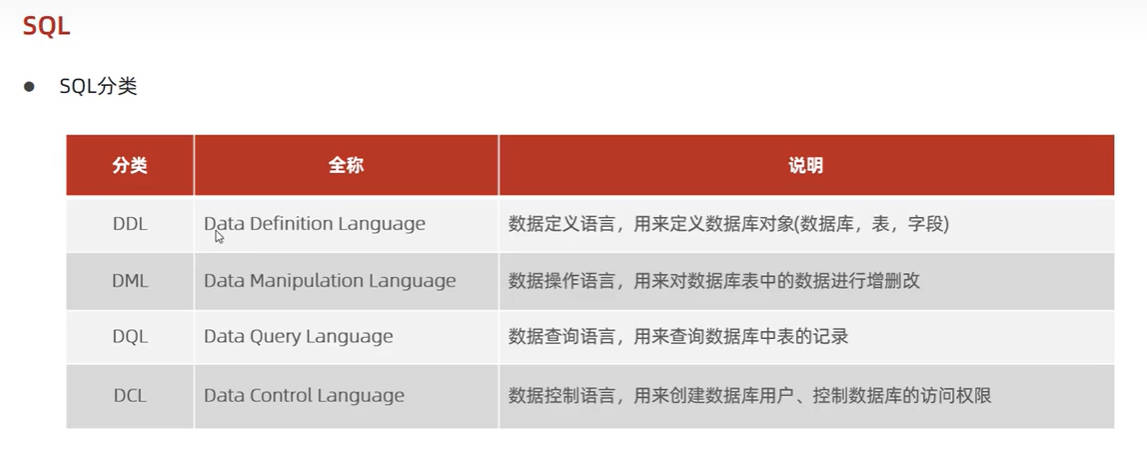 SQL
● SQL分类
分类 全称 说明
DDL Data Definition Language 数据定义语言，用来定义数据库对象(数据库，表，字段)
DML Data Manipulation Language 数据操作语言，用来对数据库表中的数据进行增删改
DQL Data Query Language 数据查询语言，用来查询数据库中表的记录
DCL Data Control Language 数据控制语言，用来创建数据库用户、控制数据库的访问权限